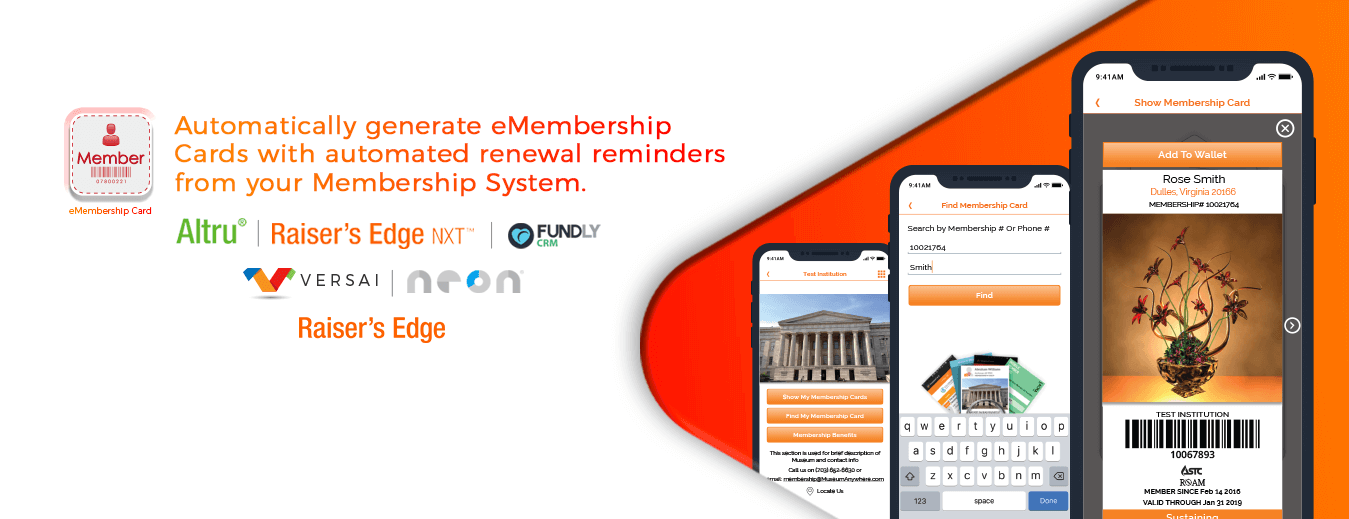 Member
07800221
eMembership Card
Automatically generate eMembership
Cards with automated renewal reminders
from your Membership System.
Altru® | Raiser's Edge NXT™ | FUNDLY CRM
VERSAI | neon®
Raiser's Edge
9:41AM
Test Institution
Show My Membership Cards
Find My Membership Card
Membership Benefits
This section is used for brief description of
Museum and contact info
Call us on (703) 652-6630 or
email: membership@MuseumAnywhere.com
Locate Us
9:41AM
Find Membership Card
Search by Membership # Or Phone #
10021764
Smith
Find
q w e r t y u i o p
a s d f g h j k l
z x c v b n m
123 space Done
9:41AM
Show Membership Card
Add To Wallet
Rose Smith
Dulles, Virginia 20166
MEMBERSHIP# 10021764
TEST INSTITUTION
10067893
ASTC
ROAM
MEMBER SINCE Feb 14 2016
VALID THROUGH Jan 31 2019
Sustaining